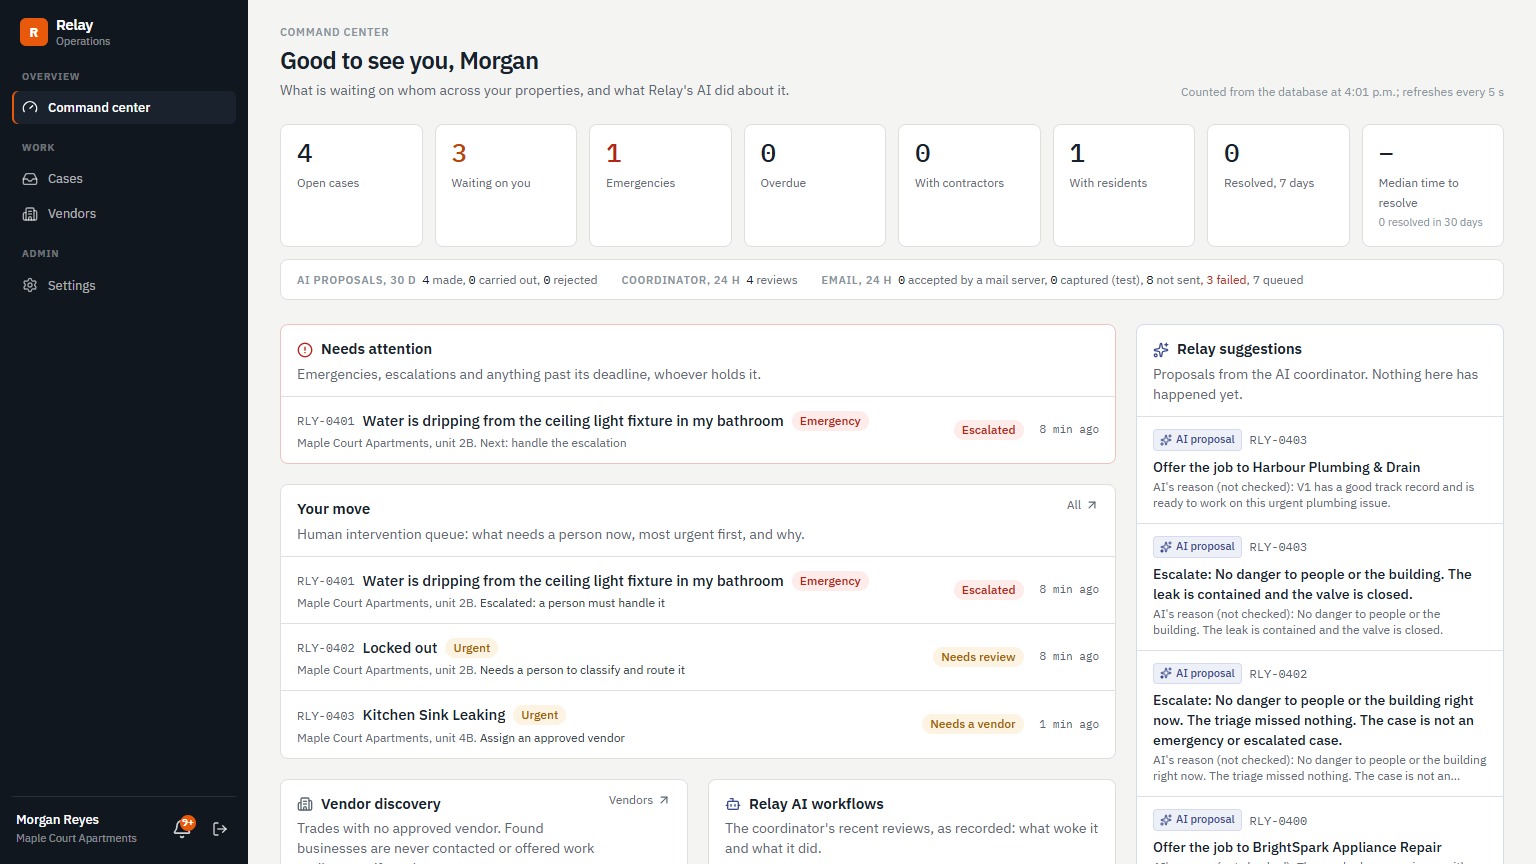 R
Relay
Operations
OVERVIEW
Command center
WORK
Cases
Vendors
ADMIN
Settings
Morgan Reyes
Maple Court Apartments
9+
COMMAND CENTER
Good to see you, Morgan
What is waiting on whom across your properties, and what Relay's AI did about it.
Counted from the database at 4:01 p.m.; refreshes every 5 s
4
Open cases
3
Waiting on you
1
Emergencies
0
Overdue
0
With contractors
1
With residents
0
Resolved, 7 days
–
Median time to
resolve
0 resolved in 30 days
AI PROPOSALS, 30 D 4 made, 0 carried out, 0 rejected COORDINATOR, 24 H 4 reviews EMAIL, 24 H 0 accepted by a mail server, 0 captured (test), 8 not sent, 3 failed, 7 queued
Needs attention
Emergencies, escalations and anything past its deadline, whoever holds it.
RLY-0401 Water is dripping from the ceiling light fixture in my bathroom Emergency
Maple Court Apartments, unit 2B. Next: handle the escalation
Escalated 8 min ago
Your move
All
Human intervention queue: what needs a person now, most urgent first, and why.
RLY-0401 Water is dripping from the ceiling light fixture in my bathroom Emergency
Maple Court Apartments, unit 2B. Escalated: a person must handle it
Escalated 8 min ago
RLY-0402 Locked out Urgent
Maple Court Apartments, unit 2B. Needs a person to classify and route it
Needs review 8 min ago
RLY-0403 Kitchen Sink Leaking Urgent
Maple Court Apartments, unit 4B. Assign an approved vendor
Needs a vendor 1 min ago
Vendor discovery
Vendors
Trades with no approved vendor. Found
businesses are never contacted or offered work
Relay AI workflows
The coordinator's recent reviews, as recorded: what woke it
and what it did.
Relay suggestions
Proposals from the AI coordinator. Nothing here has
happened yet.
AI proposal RLY-0403
Offer the job to Harbour Plumbing & Drain
AI's reason (not checked): V1 has a good track record and is
ready to work on this urgent plumbing issue.
AI proposal RLY-0403
Escalate: No danger to people or the building. The
leak is contained and the valve is closed.
AI's reason (not checked): No danger to people or the
building. The leak is contained and the valve is closed.
AI proposal RLY-0402
Escalate: No danger to people or the building right
now. The triage missed nothing. The case is not an
emergency or escalated case.
AI's reason (not checked): No danger to people or the building
right now. The triage missed nothing. The case is not an...
AI proposal RLY-0400
Offer the job to BrightSpark Appliance Repair